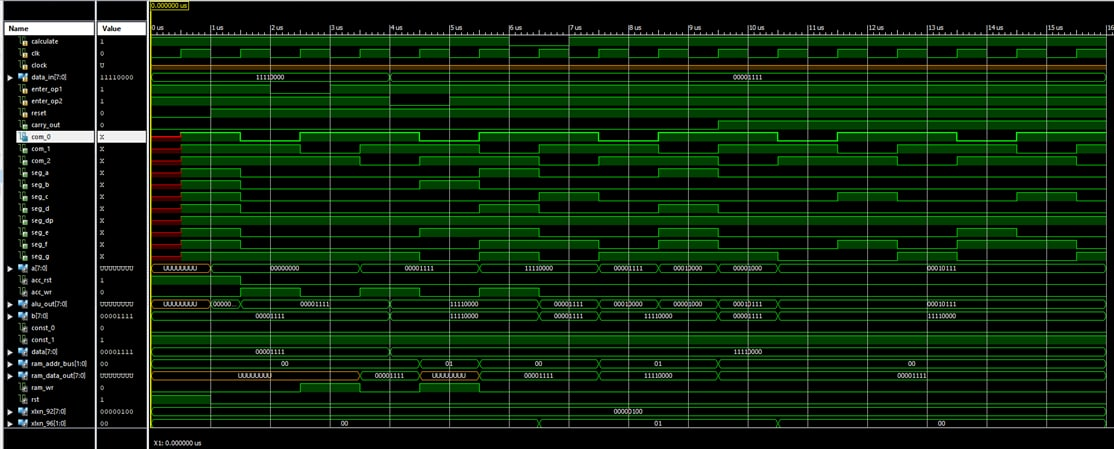 0.000000 us
Name Value 0 us 1 us 2 us 3 us 4 us 5 us 6 us 7 us 8 us 9 us 10 us 11 us 12 us 13 us 14 us 15 us 16
calculate 1
clk 0
clock U
data_in[7:0] 11110000 11110000 00001111
enter_op1 1
enter_op2 1
reset 0
carry_out 0
com_0 X
com_1 X
com_2 X
seg_a X
seg_b X
seg_c X
seg_d X
seg_dp X
seg_e X
seg_f X
seg_g X
a[7:0] UUUUUUUU UUUUUUUU 00000000 00001111 11110000 00001111 00010000 00001000 00010111
acc_rst 1
acc_wr 0
alu_out[7:0] UUUUUUUU UUUUUUUU 00000... 00001111 11110000 00001111 00010000 00001000 00010111 00010111
b[7:0] 00001111 00001111 11110000 00001111 11110000 00001111 11110000
const_0 0
const_1 1
data[7:0] 00001111 00001111 11110000
ram_addr_bus[1:0] 00 00 01 00 01 00
ram_data_out[7:0] UUUUUUUU UUUUUUUU 00001111 UUUUUUUU 00001111 11110000 00001111
ram_wr 0
rst 1
xlxn_92[7:0] 00000100 00000100
xlxn_96[1:0] 00 00 01 00
X1: 0.000000 us